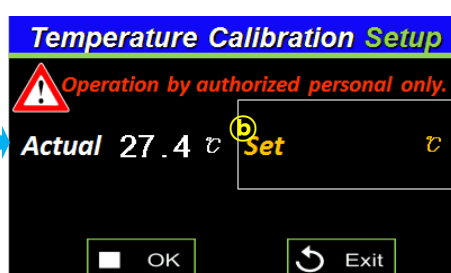 Temperature Calibration Setup
Operation by authorized personal only.
Actual 27.4 ℃ ⓑ Set ℃
OK Exit